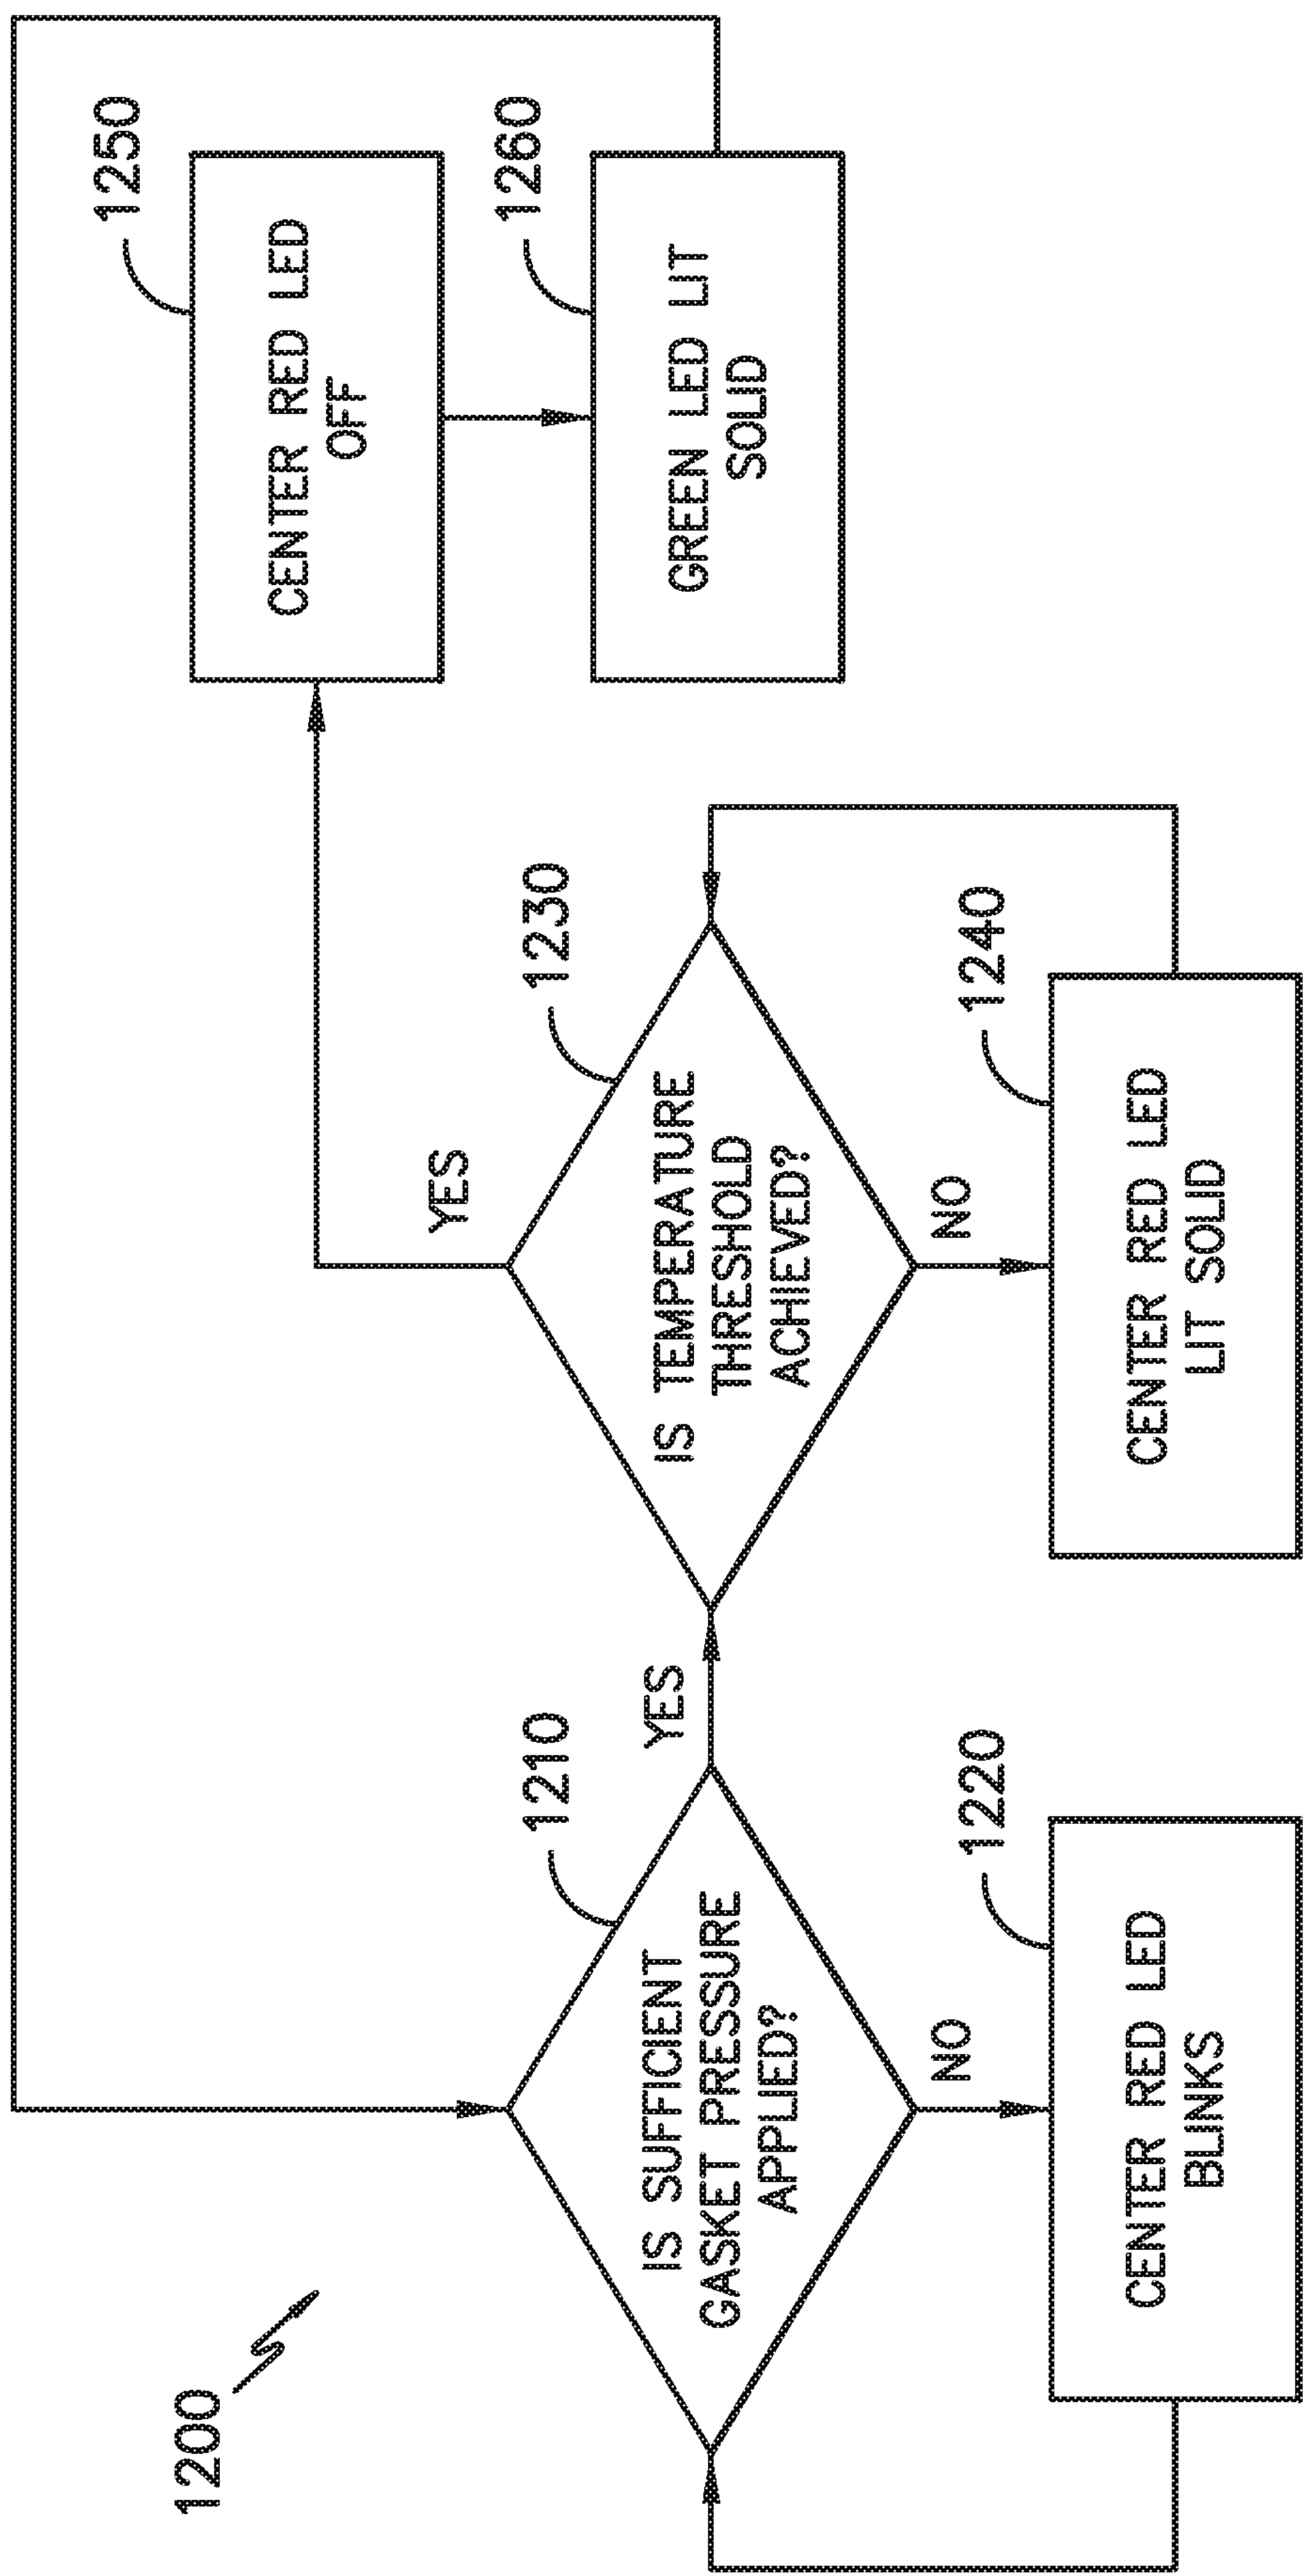 1200
1210
IS SUFFICIENT
GASKET PRESSURE
APPLIED?
YES
NO
1220
CENTER RED LED
BLINKS
1230
IS TEMPERATURE
THRESHOLD
ACHIEVED?
YES
NO
1240
CENTER RED LED
LIT SOLID
1250
CENTER RED LED
OFF
1260
GREEN LED LIT
SOLID